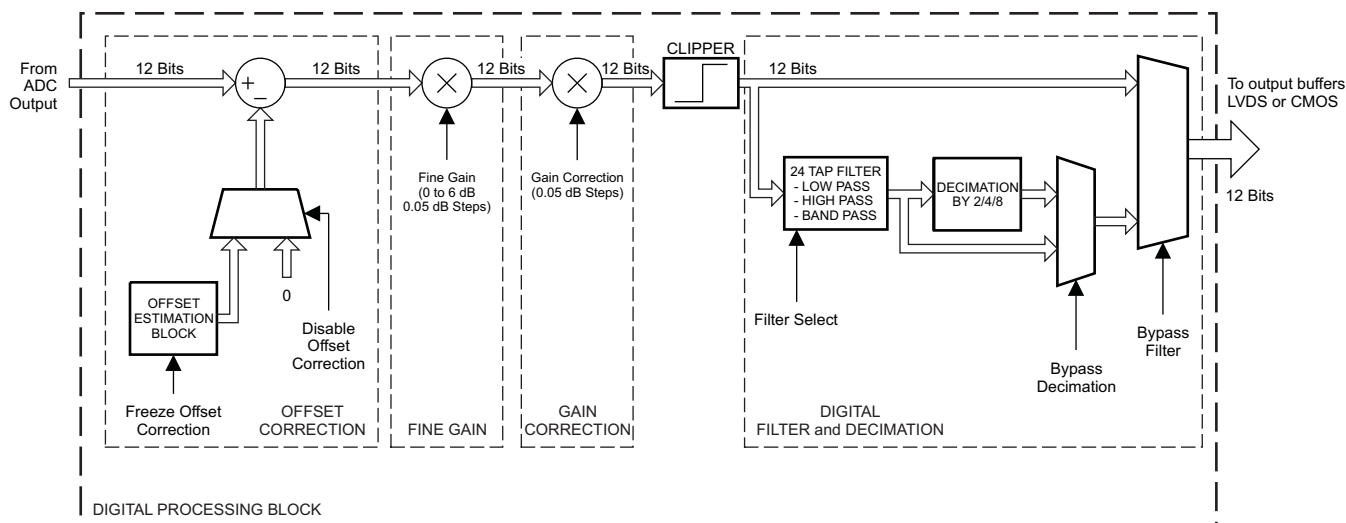 From
ADC
Output
12 Bits
+
–
12 Bits
12 Bits
12 Bits
CLIPPER
12 Bits
To output buffers
LVDS or CMOS
12 Bits
Fine Gain
(0 to 6 dB
0.05 dB Steps)
Gain Correction
(0.05 dB Steps)
24 TAP FILTER
- LOW PASS
- HIGH PASS
- BAND PASS
DECIMATION
BY 2/4/8
0
OFFSET
ESTIMATION
BLOCK
Disable
Offset
Correction
Filter Select
Bypass
Filter
Bypass
Decimation
Freeze Offset
Correction
OFFSET
CORRECTION
FINE GAIN
GAIN
CORRECTION
DIGITAL
FILTER and DECIMATION
DIGITAL PROCESSING BLOCK